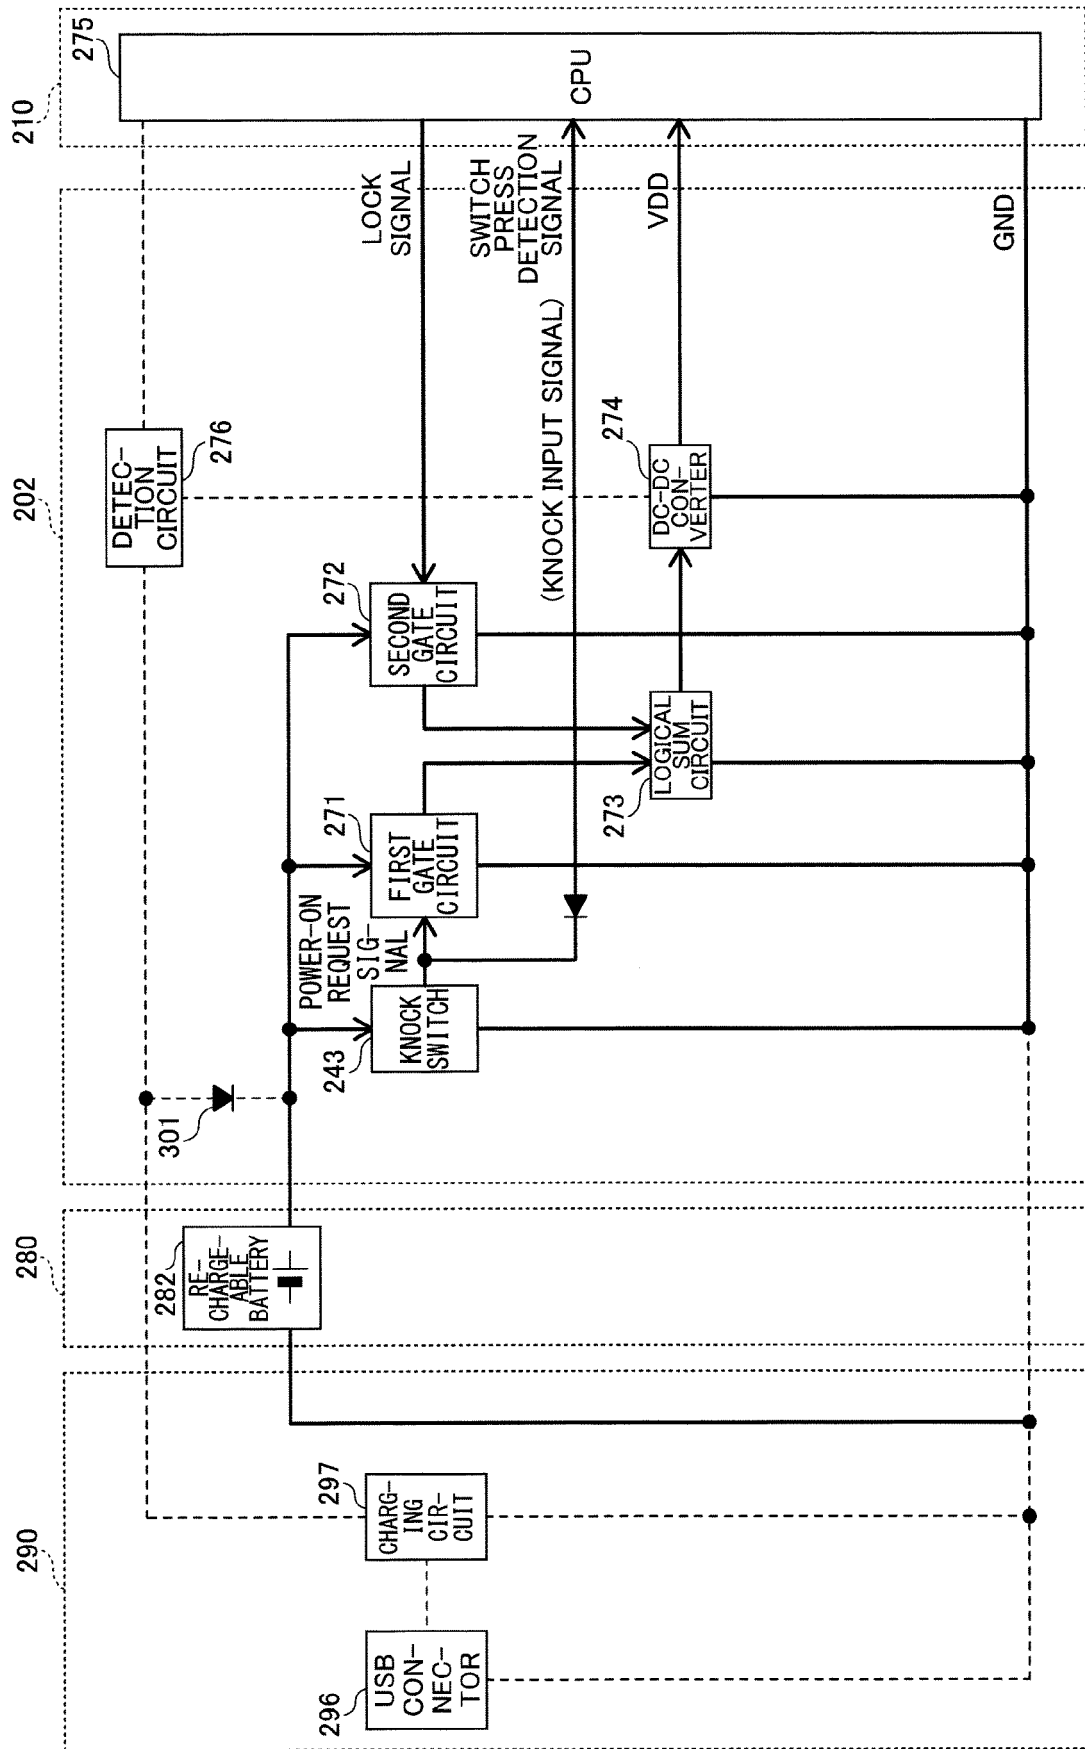 290
280
202
210
296
USB
CON-
NEC-
TOR
297
CHARG-
ING
CIR-
CUIT
282
RE-
CHARGE-
ABLE
BATTERY
301
DETEC-
TION
CIRCUIT
276
275
CPU
POWER-ON
REQUEST
SIG-
NAL
243
KNOCK
SWITCH
271
FIRST
GATE
CIRCUIT
272
SECOND
GATE
CIRCUIT
LOCK
SIGNAL
SWITCH
PRESS
DETECTION
SIGNAL
(KNOCK INPUT SIGNAL)
273
LOGICAL
SUM
CIRCUIT
274
DC-DC
CON-
VERTER
VDD
GND